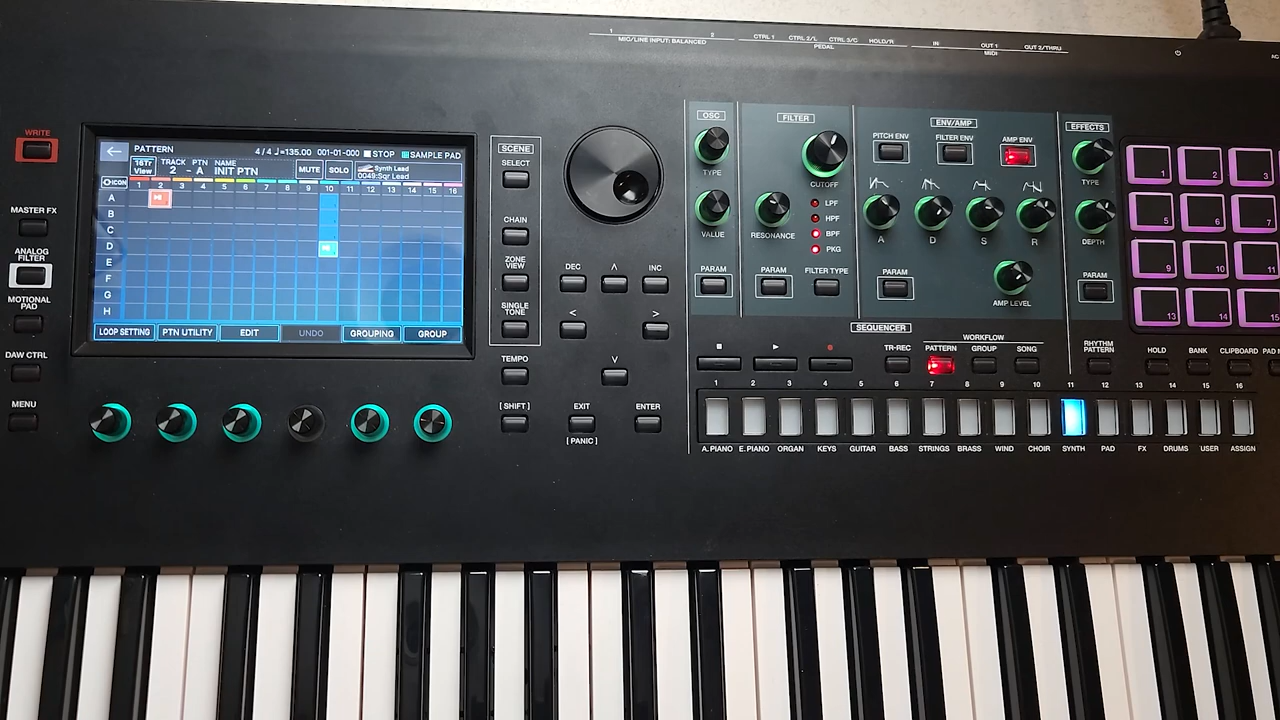 1 2
MIC/LINE INPUT: BALANCED
CTRL 1 CTRL 2/L CTRL 3/C HOLD/R
PEDAL
IN OUT 1 OUT 2/THRU
MIDI
WRITE
MASTER FX
ANALOG
FILTER
MOTIONAL
PAD
DAW CTRL
MENU
PATTERN
4/4 ♩=135.00 001-01-000 STOP SAMPLE PAD
16Tr
View
TRACK PTN NAME
2 - A INIT PTN
MUTE SOLO
Synth Lead
0049:Sqr Lead
ICON 1 2 3 4 5 6 7 8 9 10 11 12 13 14 15 16
A
B
C
D
E
F
G
H
LOOP SETTING PTN UTILITY EDIT UNDO GROUPING GROUP
SCENE
SELECT
CHAIN
ZONE
VIEW
SINGLE
TONE
TEMPO
[ SHIFT ]
DEC INC
EXIT
[ PANIC ]
ENTER
OSC
TYPE
VALUE
PARAM
FILTER
CUTOFF
RESONANCE
LPF
HPF
BPF
PKG
PARAM
FILTER TYPE
ENV/AMP
PITCH ENV FILTER ENV AMP ENV
A D S R
PARAM
AMP LEVEL
EFFECTS
TYPE
DEPTH
PARAM
1 2 3
5 6 7
9 10 11
13 14 15
SEQUENCER
WORKFLOW
TR-REC PATTERN GROUP SONG
RHYTHM
PATTERN
HOLD BANK CLIPBOARD
1 2 3 4 5 6 7 8 9 10 11 12 13 14 15 16
A. PIANO E. PIANO ORGAN KEYS GUITAR BASS STRINGS BRASS WIND CHOIR SYNTH PAD FX DRUMS USER ASSIGN